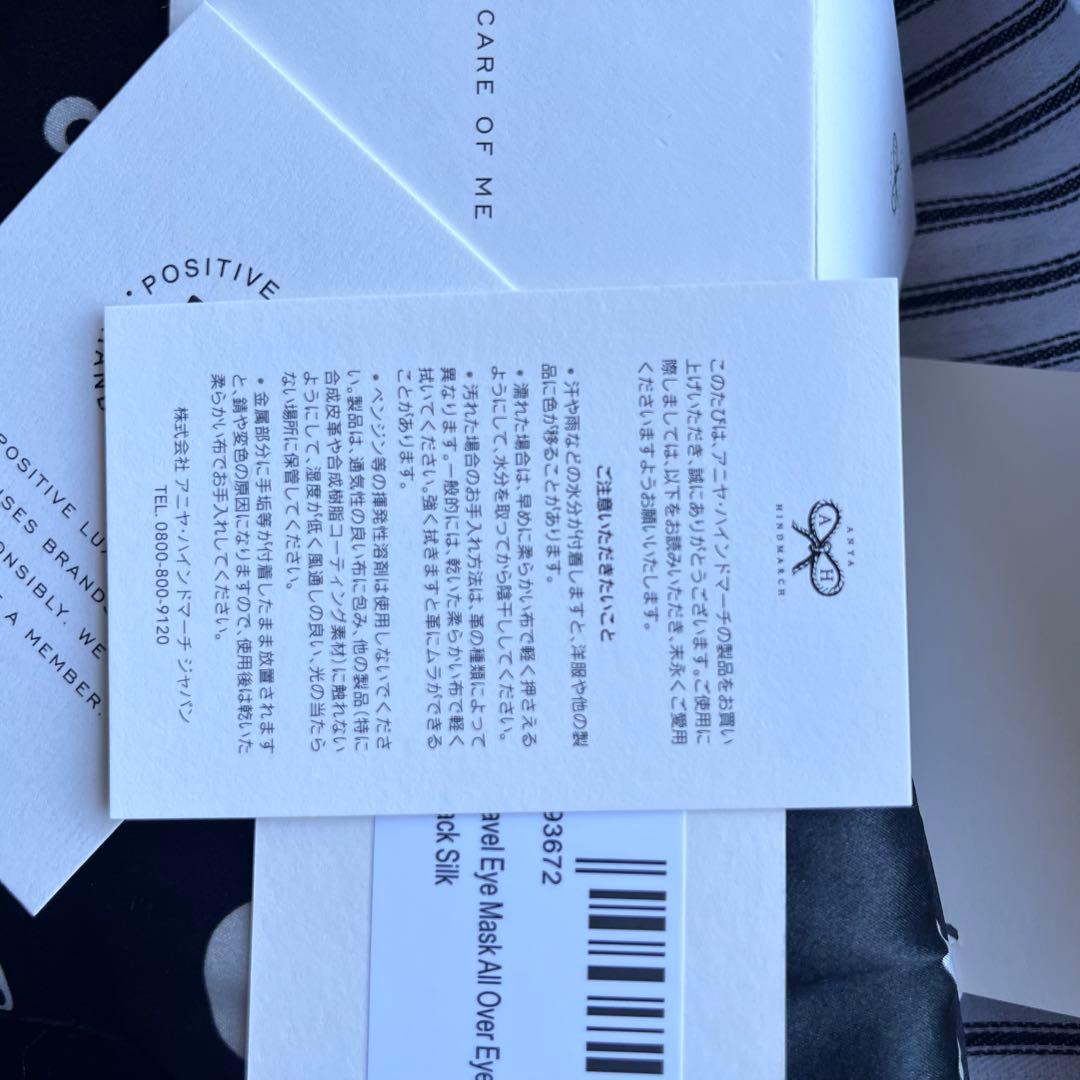 CARE OF ME
• POSITIVE
POSITIVE
BRAND
A MEMBER.
ANYA
A S H
HINDMARCH
このたびは、アニヤ・ハインドマーチの製品をお買い
上げいただき、誠にありがとうございます。ご使用に
際しましては、以下をお読みいただき、末永くご愛用
くださいますようお願いいたします。
ご注意いただきたいこと
• 汗や雨などの水分が付着しますと、洋服や他の製
品に色が移ることがあります。
• 濡れた場合は、早めに柔らかい布で軽く押さえる
ようにして、水分を取ってから陰干ししてください。
• 汚れた場合のお手入れ方法は、革の種類によって
異なります。一般的には、乾いた柔らかい布で軽く
拭いてください。強く拭きますと革にムラができる
ことがあります。
• ベンジン等の揮発性溶剤は使用しないでくださ
い。製品は、通気性の良い布に包み、他の製品（特に
合成皮革や合成樹脂コーティング素材）に触れない
ようにして、湿度が低く風通しの良い、光の当たら
ない場所に保管してください。
• 金属部分に手垢等が付着したまま放置されます
と、錆や変色の原因になりますので、使用後は乾いた
柔らかい布でお手入れしてください。
株式会社 アニヤ・ハインドマーチ ジャパン
TEL 0800-800-9120
93672
avel Eye Mask All Over Eye
ack Silk